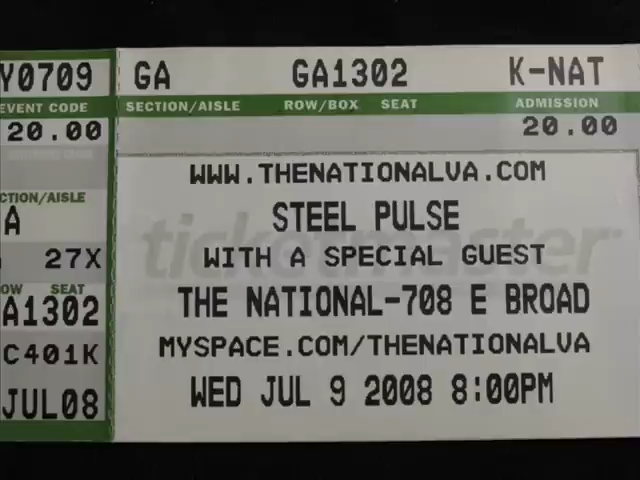 Y0709 GA GA1302 K-NAT
EVENT CODE SECTION/AISLE ROW/BOX SEAT ADMISSION
20.00 20.00
WWW.THENATIONALVA.COM
CTION/AISLE
A STEEL PULSE
ticketmaster
27X WITH A SPECIAL GUEST
OW SEAT
A1302 THE NATIONAL-708 E BROAD
C401K MYSPACE.COM/THENATIONALVA
JUL08 WED JUL 9 2008 8:00PM